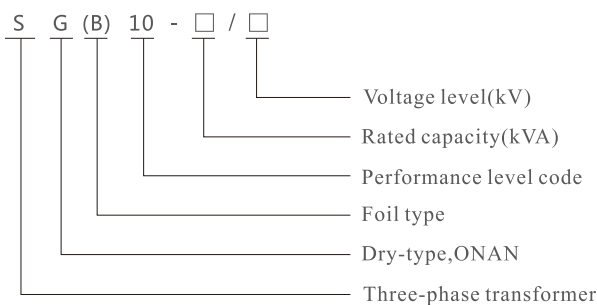 S G (B) 10 - □ / □
Voltage level(kV)
Rated capacity(kVA)
Performance level code
Foil type
Dry-type,ONAN
Three-phase transformer